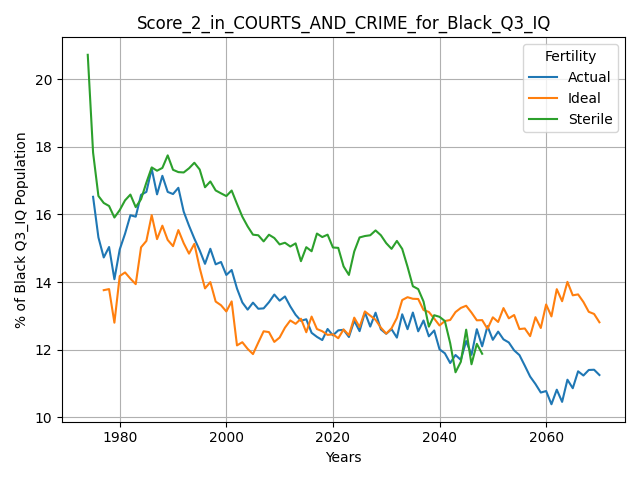 Score_2_in_COURTS_AND_CRIME_for_Black_Q3_IQ
Fertility
Actual
Ideal
Sterile
% of Black Q3_IQ Population
20
18
16
14
12
10
1980
2000
2020
2040
2060
Years